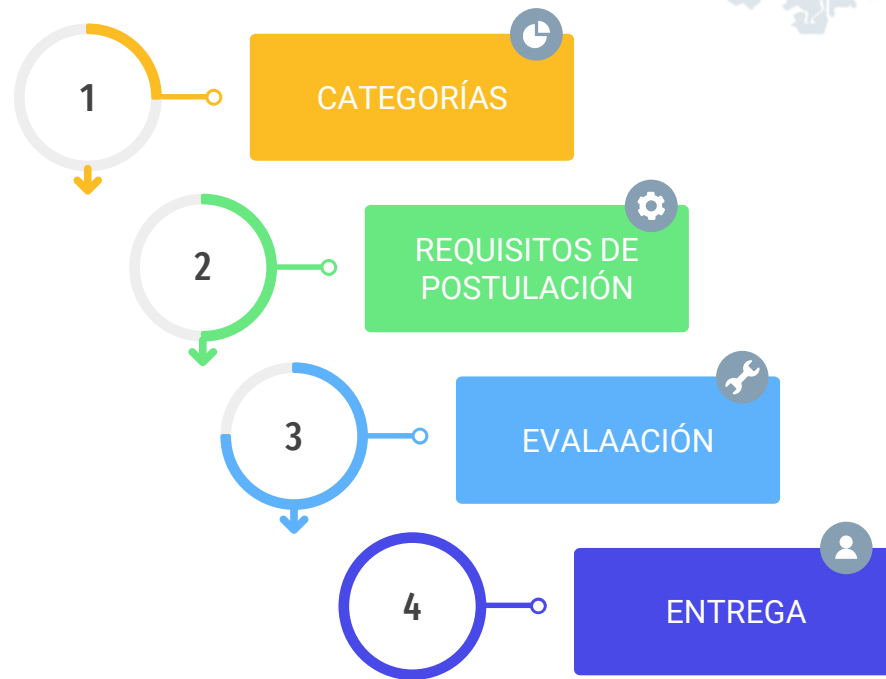 1
CATEGORÍAS
2
REQUISITOS DE
POSTULACIÓN
3
EVALAACIÓN
4
ENTREGA